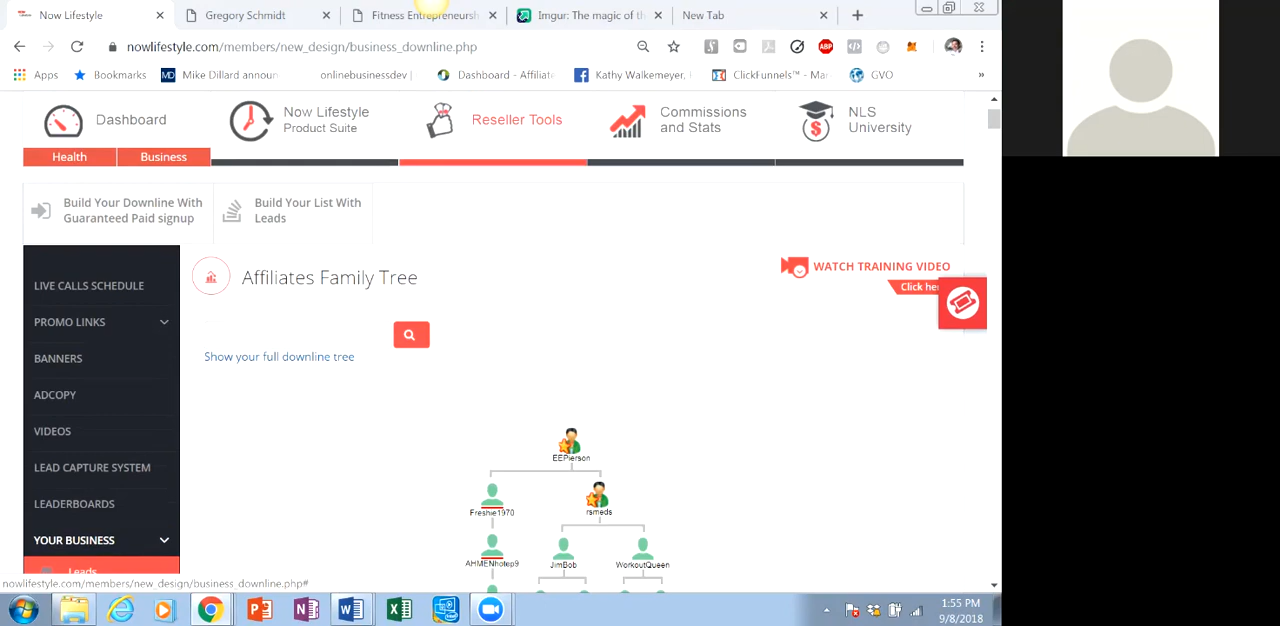 Now Lifestyle
Gregory Schmidt
Fitness Entrepreursh
Imgur: The magic of th
New Tab
nowlifestyle.com/members/new_design/business_downline.php
ABP
Apps
Bookmarks
MD
Mike Dillard announ
onlinebusinessdev |
Dashboard - Affiliate
Kathy Walkemeyer,
ClickFunnels™ - Mar
GVO
»
Dashboard
Now Lifestyle
Product Suite
Reseller Tools
Commissions
and Stats
NLS
University
Health
Business
Build Your Downline With
Guaranteed Paid signup
Build Your List With
Leads
Affiliates Family Tree
WATCH TRAINING VIDEO
Click her
Show your full downline tree
LIVE CALLS SCHEDULE
PROMO LINKS
BANNERS
ADCOPY
VIDEOS
LEAD CAPTURE SYSTEM
LEADERBOARDS
YOUR BUSINESS
Leads
EEPierson
Freshie1970
rsmeds
AHMENhotep9
JimBob
WorkoutQueen
nowlifestyle.com/members/new_design/business_downline.php#
1:55 PM
9/8/2018